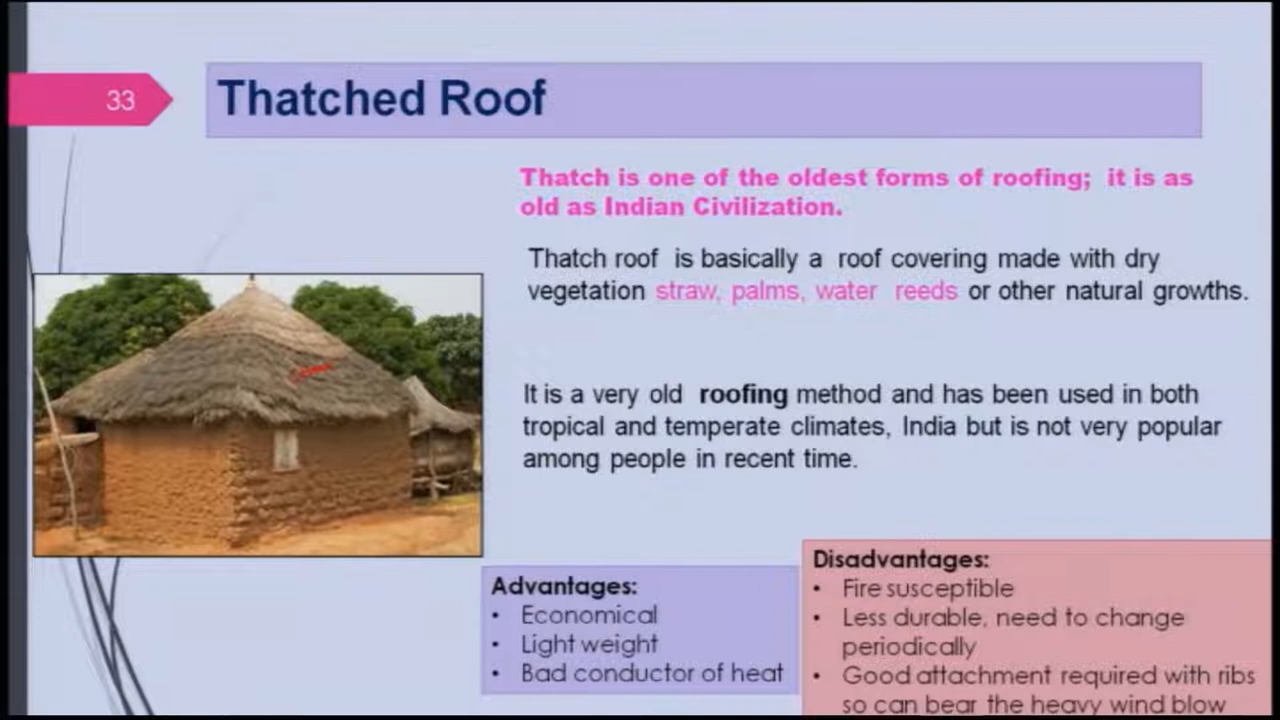 33
Thatched Roof
Thatch is one of the oldest forms of roofing; it is as
old as Indian Civilization.
Thatch roof is basically a roof covering made with dry
vegetation straw, palms, water reeds or other natural growths.
It is a very old roofing method and has been used in both
tropical and temperate climates, India but is not very popular
among people in recent time.
Advantages:
• Economical
• Light weight
• Bad conductor of heat
Disadvantages:
• Fire susceptible
• Less durable, need to change
periodically
• Good attachment required with ribs
so can bear the heavy wind blow